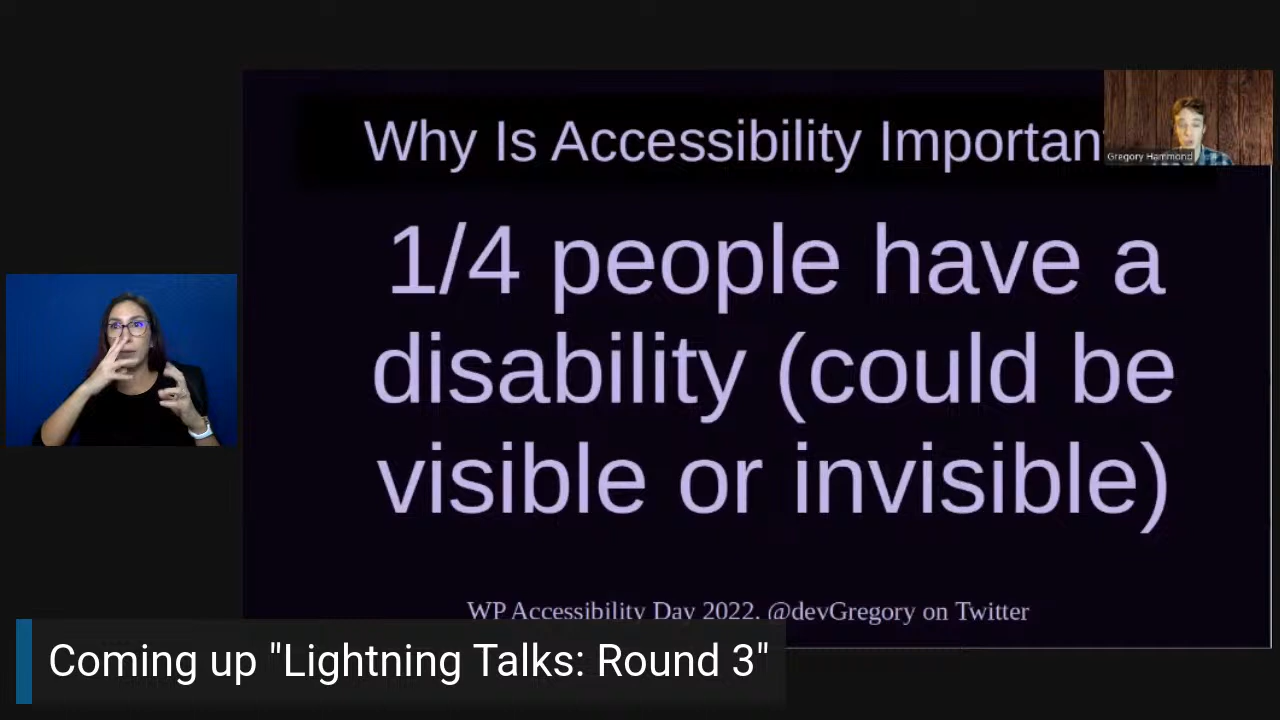 Why Is Accessibility Importan
Gregory Hammond
1/4 people have a
disability (could be
visible or invisible)
WP Accessibility Day 2022, @devGregory on Twitter
Coming up "Lightning Talks: Round 3"